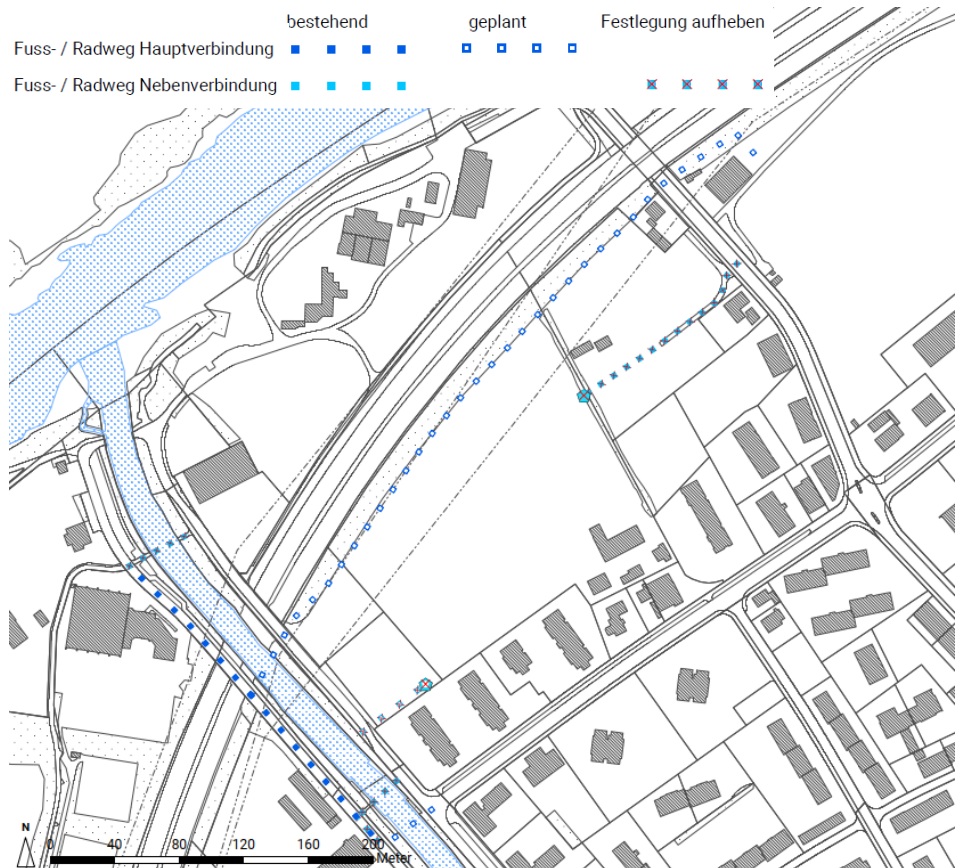 bestehend geplant Festlegung aufheben
Fuss- / Radweg Hauptverbindung
Fuss- / Radweg Nebenverbindung
N
0 40 80 120 160 200
Meter